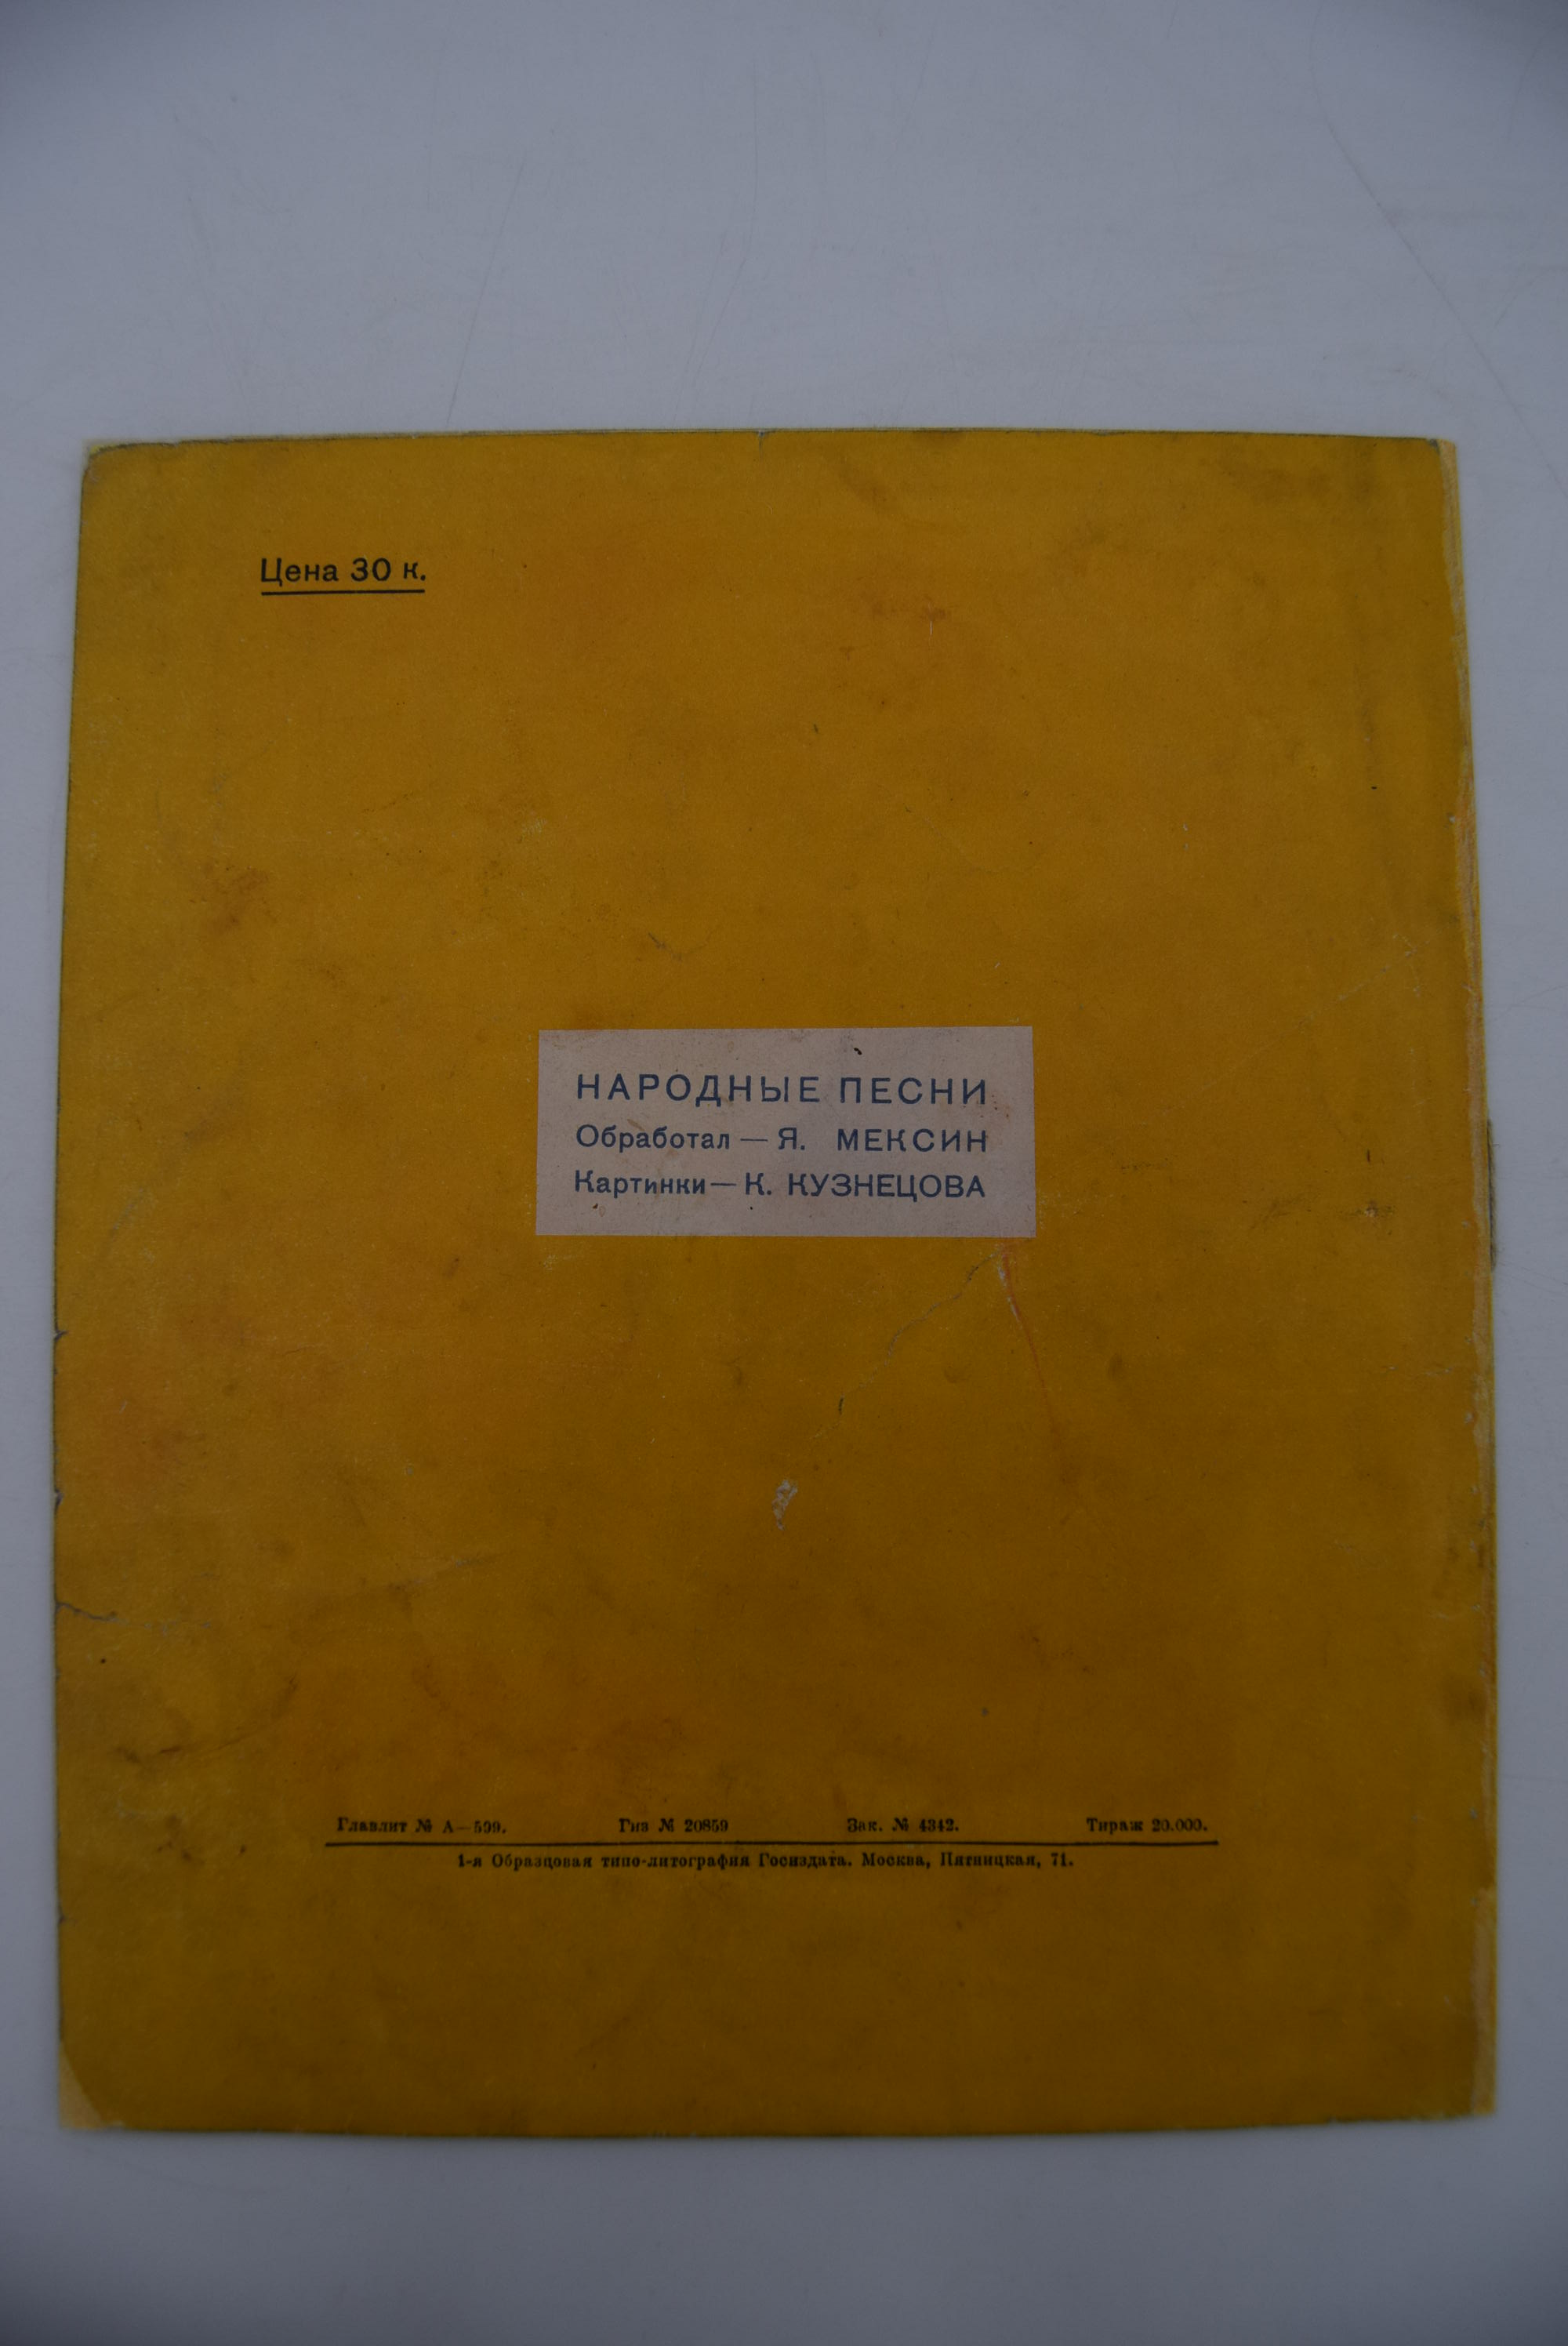 Цена 30 к.
НАРОДНЫЕ ПЕСНИ
Обработал — Я. МЕКСИН
Картинки — К. КУЗНЕЦОВА
Главлит № А—599. Гиз № 20859 Зак. № 4342. Тираж 20.000.
1-я Образцовая типо-литография Госиздата. Москва, Пятницкая, 71.